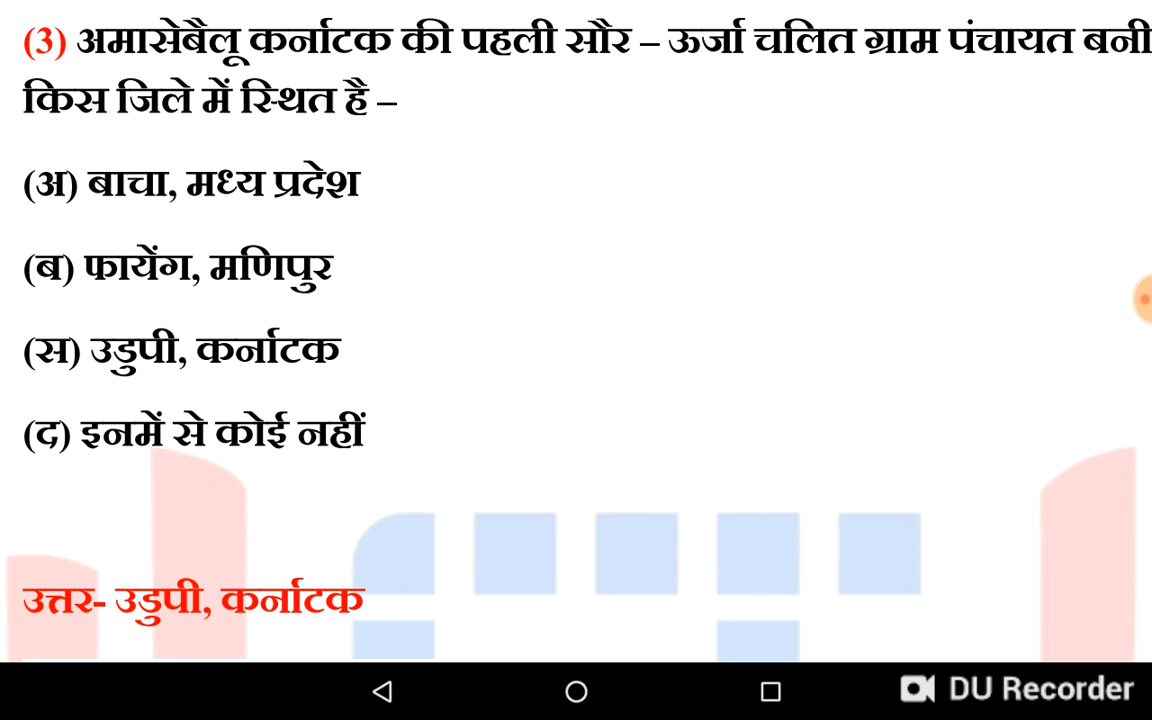 (3) अमासेबैलू कर्नाटक की पहली सौर – ऊर्जा चलित ग्राम पंचायत बनी
किस जिले में स्थित है –
(अ) बाचा, मध्य प्रदेश
(ब) फायेंग, मणिपुर
(स) उडुपी, कर्नाटक
(द) इनमें से कोई नहीं
उत्तर- उडुपी, कर्नाटक
DU Recorder